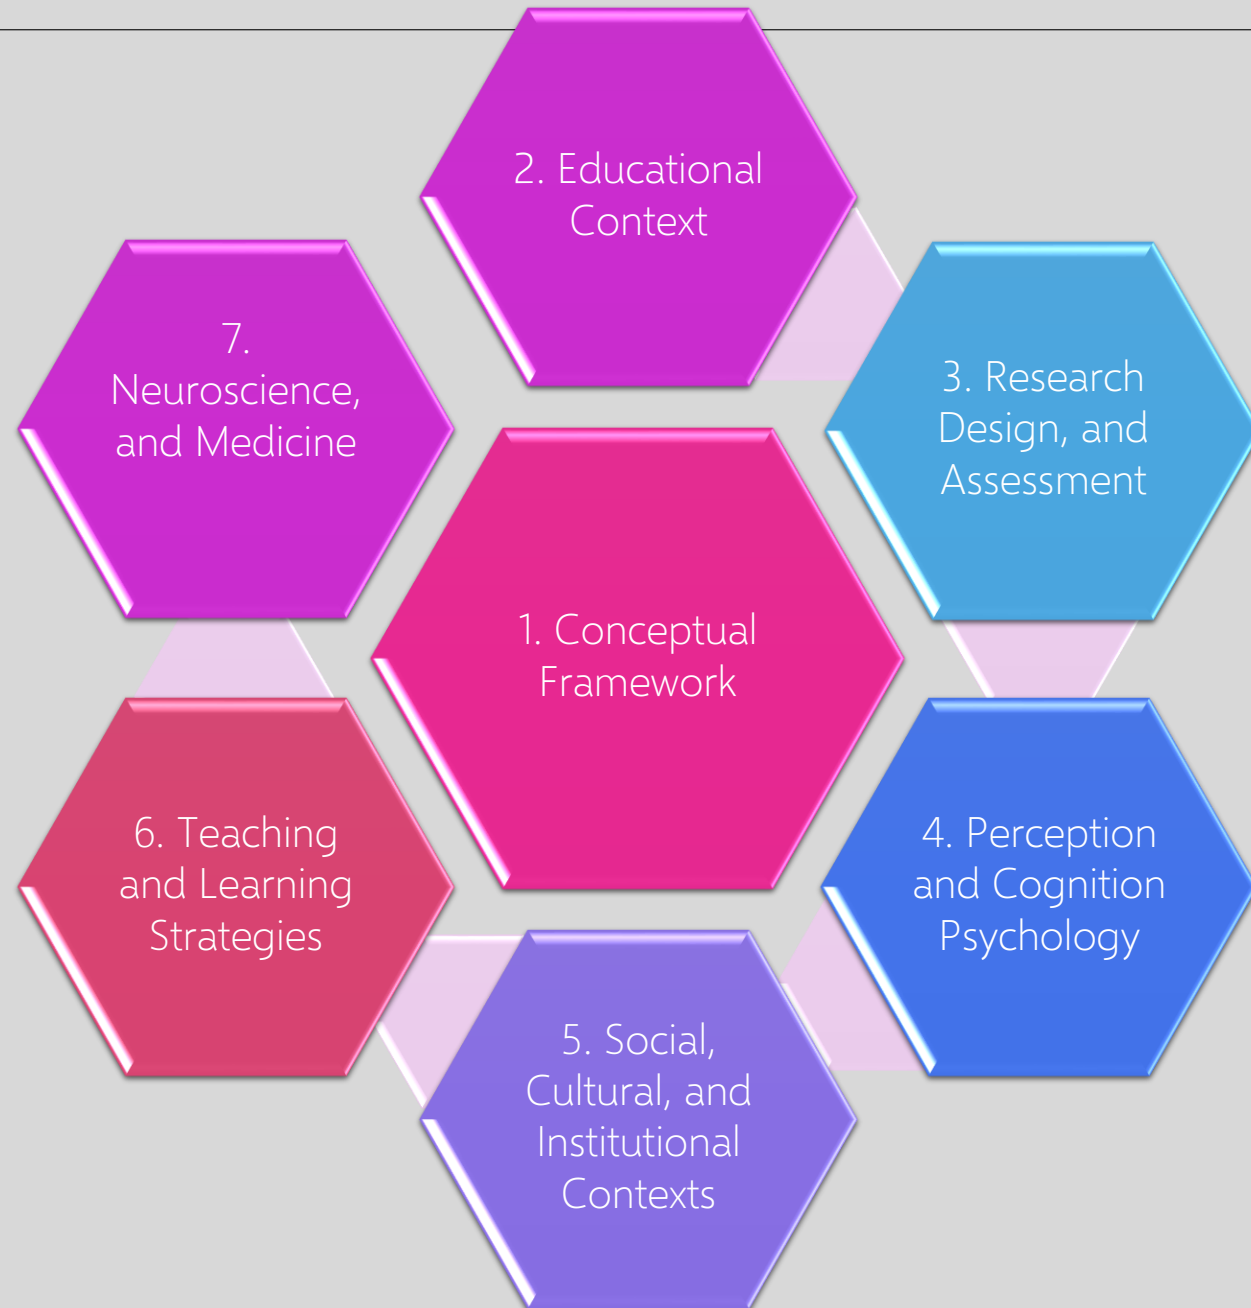 2. Educational
Context
7.
Neuroscience,
and Medicine
3. Research
Design, and
Assessment
1. Conceptual
Framework
6. Teaching
and Learning
Strategies
4. Perception
and Cognition
Psychology
5. Social,
Cultural, and
Institutional
Contexts